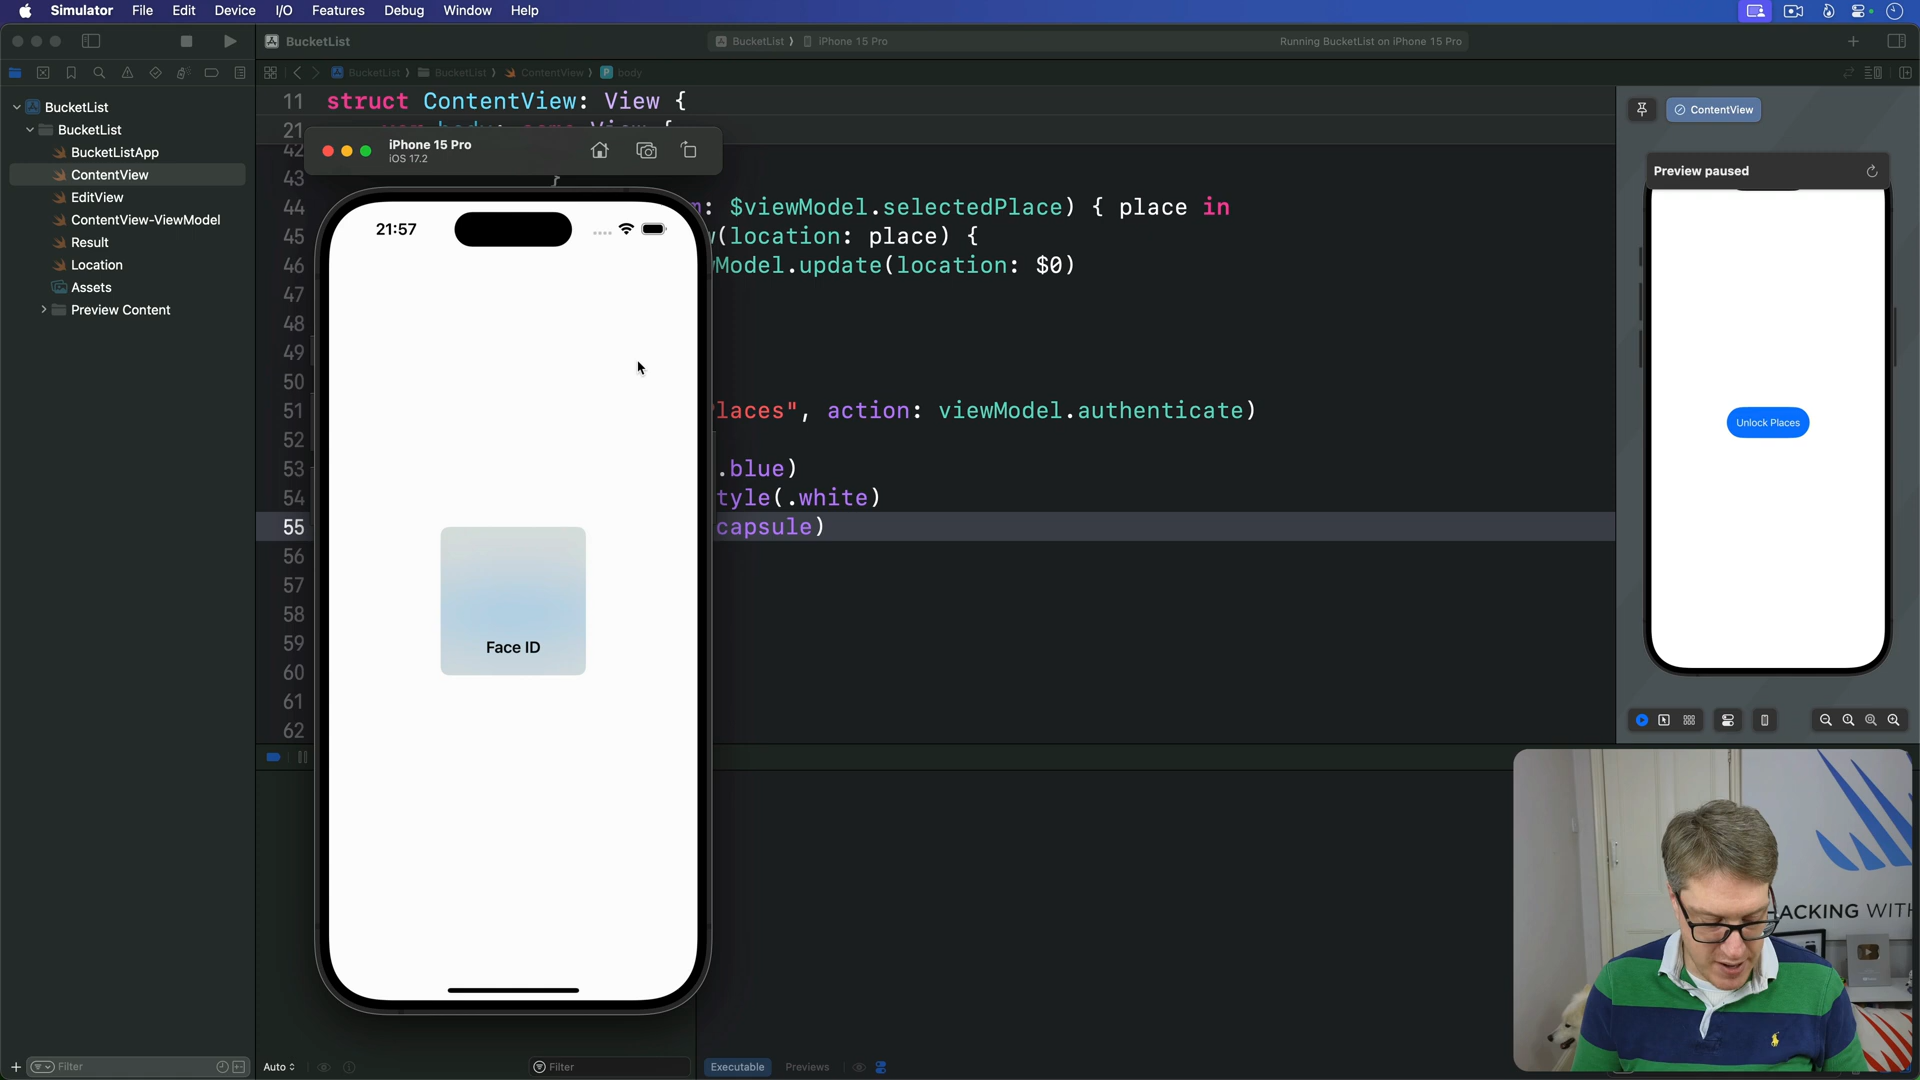 Simulator File Edit Device I/O Features Debug Window Help
BucketList
BucketList iPhone 15 Pro
Running BucketList on iPhone 15 Pro
BucketList BucketList ContentView P body
BucketList
BucketList
BucketListApp
ContentView
EditView
ContentView-ViewModel
Result
Location
Assets
Preview Content
11 struct ContentView: View {
21
42
43 }
44 : $viewModel.selectedPlace) { place in
45 (location: place) {
46 Model.update(location: $0)
47
48
49
50
51 laces", action: viewModel.authenticate)
52
53 .blue)
54 tyle(.white)
55 capsule)
56
57
58
59
60
61
62
iPhone 15 Pro
iOS 17.2
21:57
Face ID
ContentView
Preview paused
Unlock Places
ACKING WITH
Filter
Auto
Filter
Executable Previews